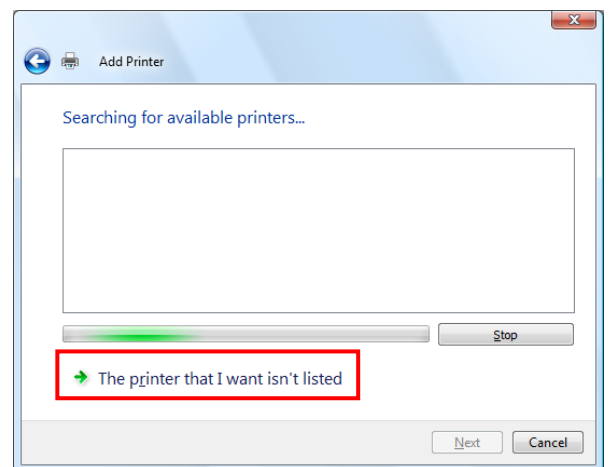 Add Printer
Searching for available printers...
Stop
The printer that I want isn't listed
Next Cancel